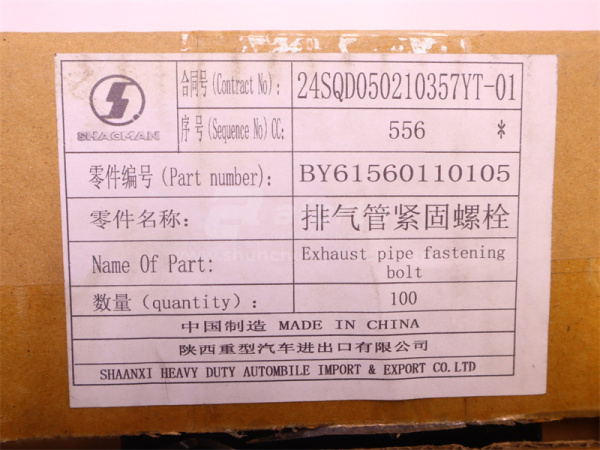 合同号(Contract No): 24SQD050210357YT-01
SHACMAN
序号(Sequence No)CC: 556 *
零件编号(Part number): BY61560110105
零件名称: 排气管紧固螺栓
Name Of Part: Exhaust pipe fastening
bolt
数量(quantity): 100
中国制造 MADE IN CHINA
陕西重型汽车进出口有限公司
SHAANXI HEAVY DUTY AUTOMBILE IMPORT & EXPORT CO.LTD